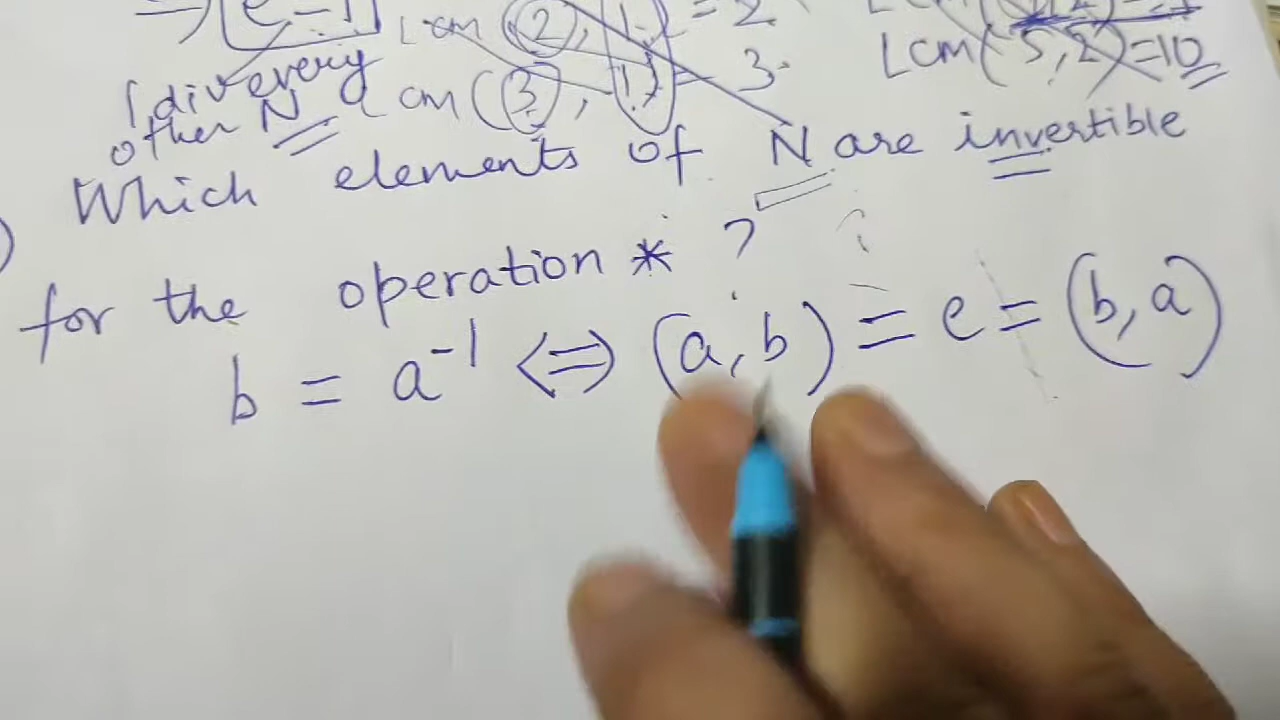 ⇒ e = 1 Lcm (2, 1) = 2
(div every Lcm (3, 1) = 3. Lcm (5, 2) = 10
other N
Which elements of N are invertible
for the operation * ?
b = a⁻¹ ⇔ (a, b) = e = (b, a)